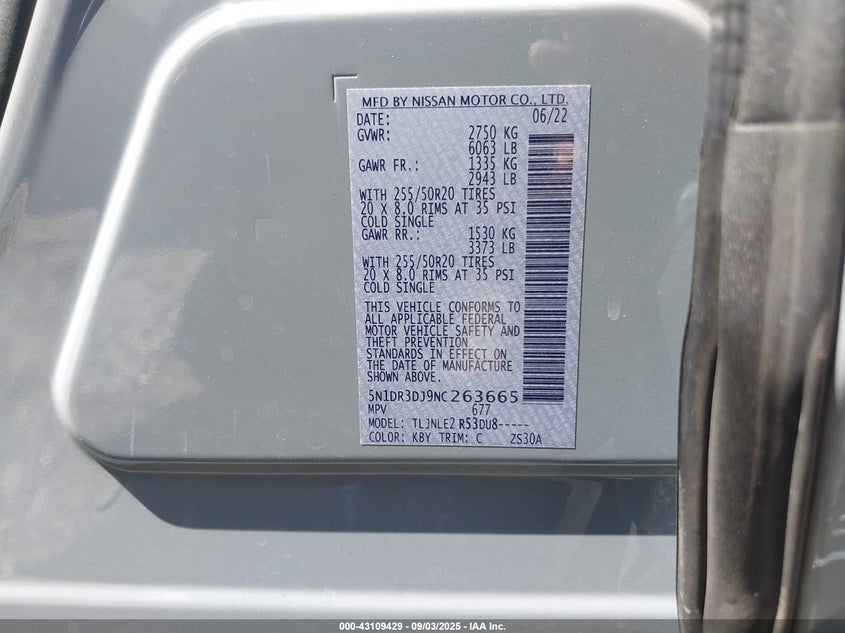 MFD BY NISSAN MOTOR CO., LTD.
DATE: 06/22
GVWR: 2750 KG
6063 LB
GAWR FR.: 1335 KG
2943 LB
WITH 255/50R20 TIRES
20 X 8.0 RIMS AT 35 PSI
COLD SINGLE
GAWR RR.: 1530 KG
3373 LB
WITH 255/50R20 TIRES
20 X 8.0 RIMS AT 35 PSI
COLD SINGLE
THIS VEHICLE CONFORMS TO
ALL APPLICABLE FEDERAL
MOTOR VEHICLE SAFETY AND
THEFT PREVENTION
STANDARDS IN EFFECT ON
THE DATE OF MANUFACTURE
SHOWN ABOVE.
5N1DR3DJ9NC263665
MPV 677
MODEL: TLJNLE2 R53DU8-----
COLOR: KBY TRIM: C ZS30A
000-43109429 - 09/03/2025 - IAA Inc.